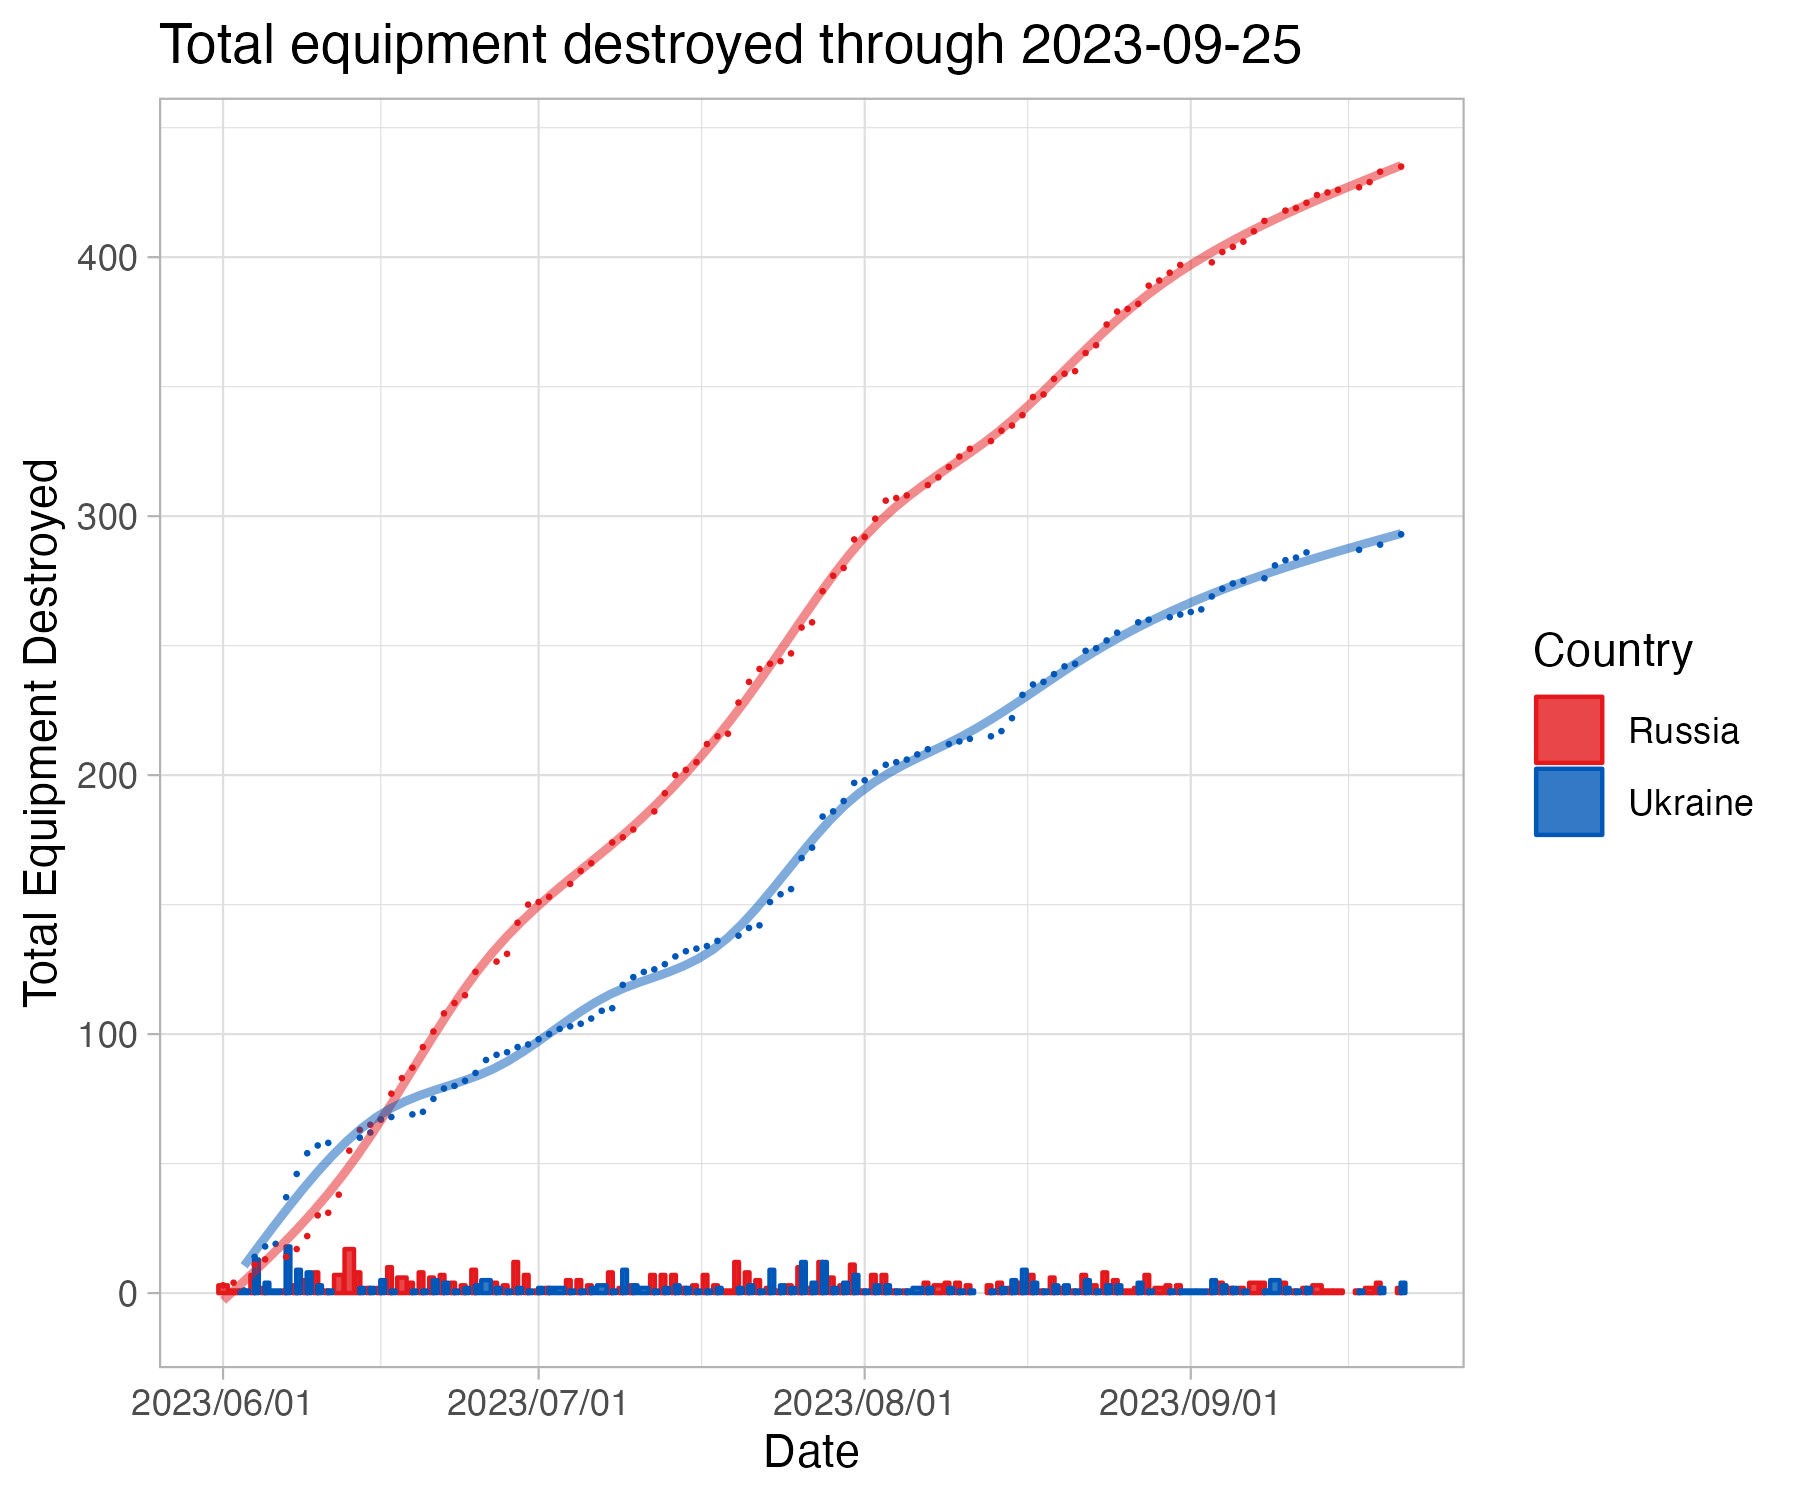 Total equipment destroyed through 2023-09-25
Total Equipment Destroyed
400
300
200
100
0
2023/06/01
2023/07/01
2023/08/01
2023/09/01
Date
Country
Russia
Ukraine